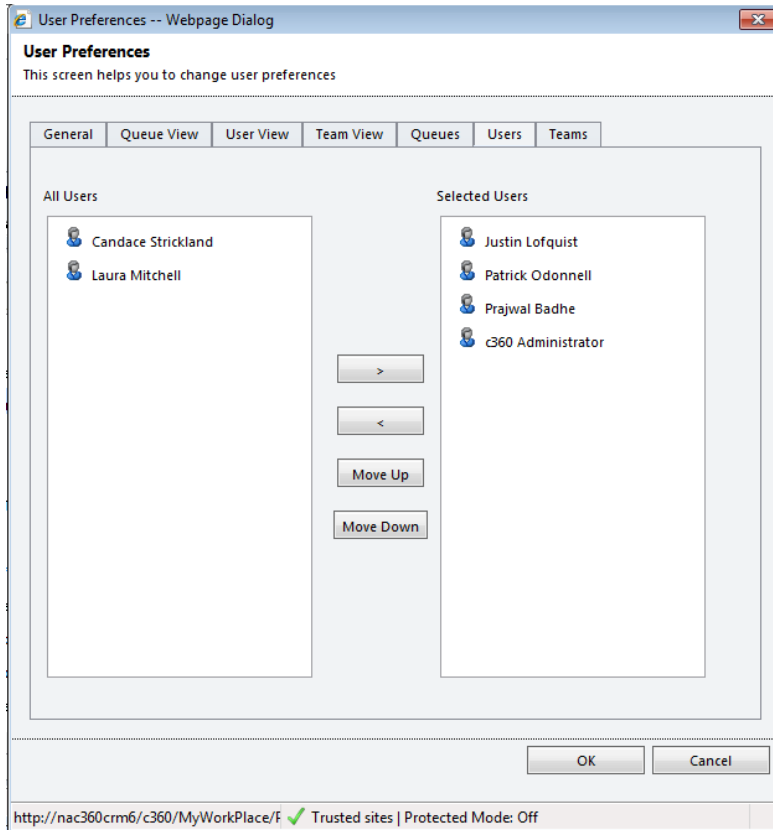 User Preferences -- Webpage Dialog
User Preferences
This screen helps you to change user preferences
General Queue View User View Team View Queues Users Teams
All Users
Selected Users
Candace Strickland
Laura Mitchell
Justin Lofquist
Patrick Odonnell
Prajwal Badhe
c360 Administrator
>
<
Move Up
Move Down
OK Cancel
http://nac360crm6/c360/MyWorkPlace/F Trusted sites | Protected Mode: Off